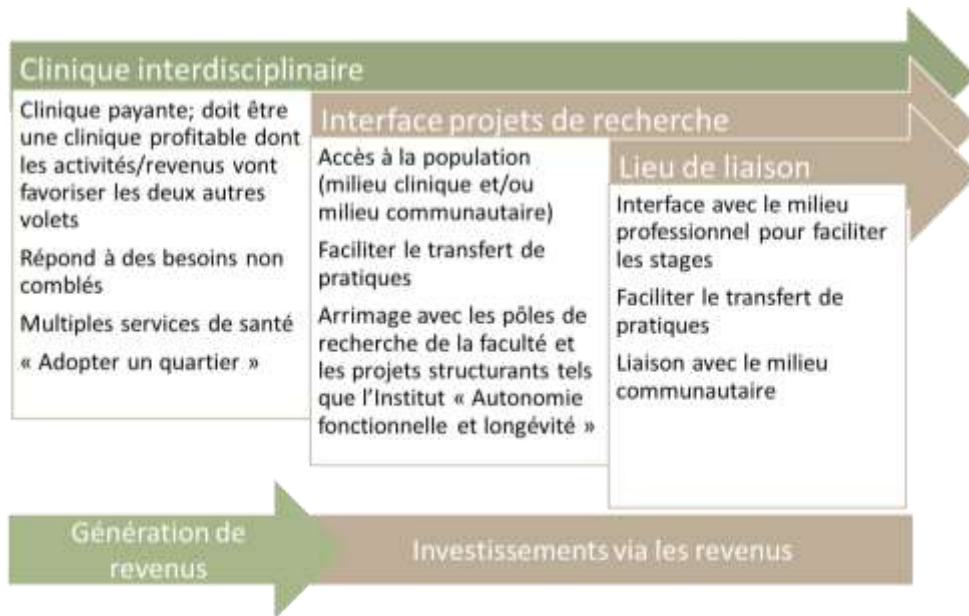 Clinique interdisciplinaire
Clinique payante; doit être
une clinique profitable dont
les activités/revenus vont
favoriser les deux autres
volets
Répond à des besoins non
comblés
Multiples services de santé
« Adopter un quartier »
Interface projets de recherche
Accès à la population
(milieu clinique et/ou
milieu communautaire)
Faciliter le transfert de
pratiques
Arrimage avec les pôles de
recherche de la faculté et
les projets structurants tels
que l'Institut « Autonomie
fonctionnelle et longévité »
Lieu de liaison
Interface avec le milieu
professionnel pour faciliter
les stages
Faciliter le transfert de
pratiques
Liaison avec le milieu
communautaire
Génération de
revenus
Investissements via les revenus